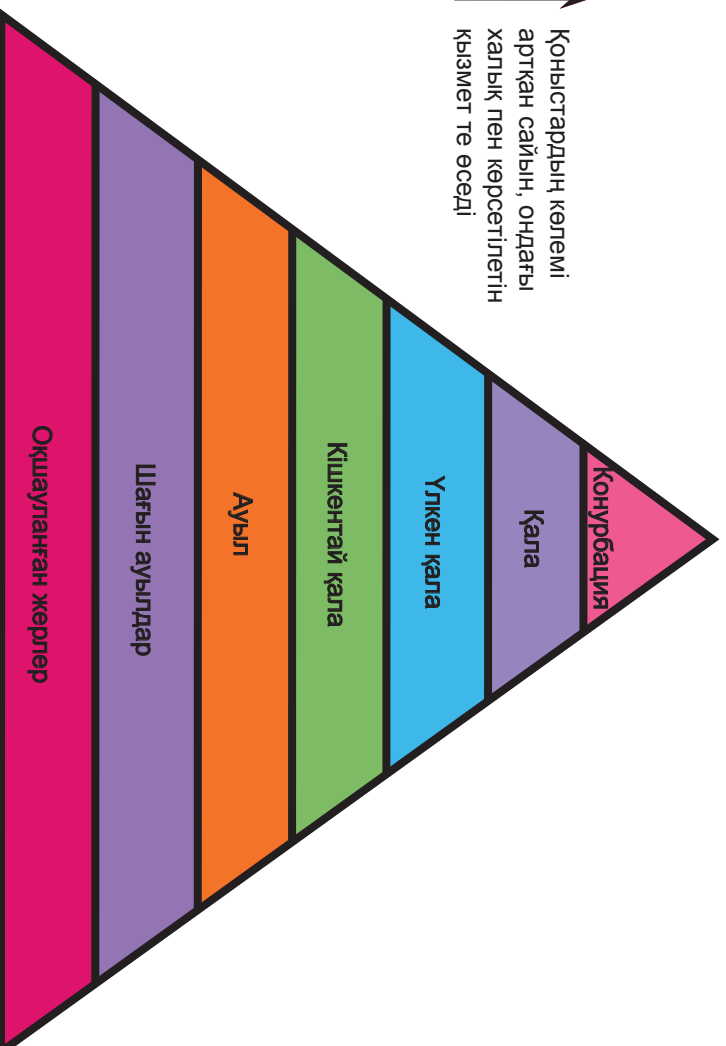 Қоныстардың көлемі
артқан сайын, ондағы
халық пен көрсетілетін
қызмет те өседі
Конурбация
Қала
Үлкен қала
Кішкентай қала
Ауыл
Шағын ауылдар
Оқшауланған жерлер